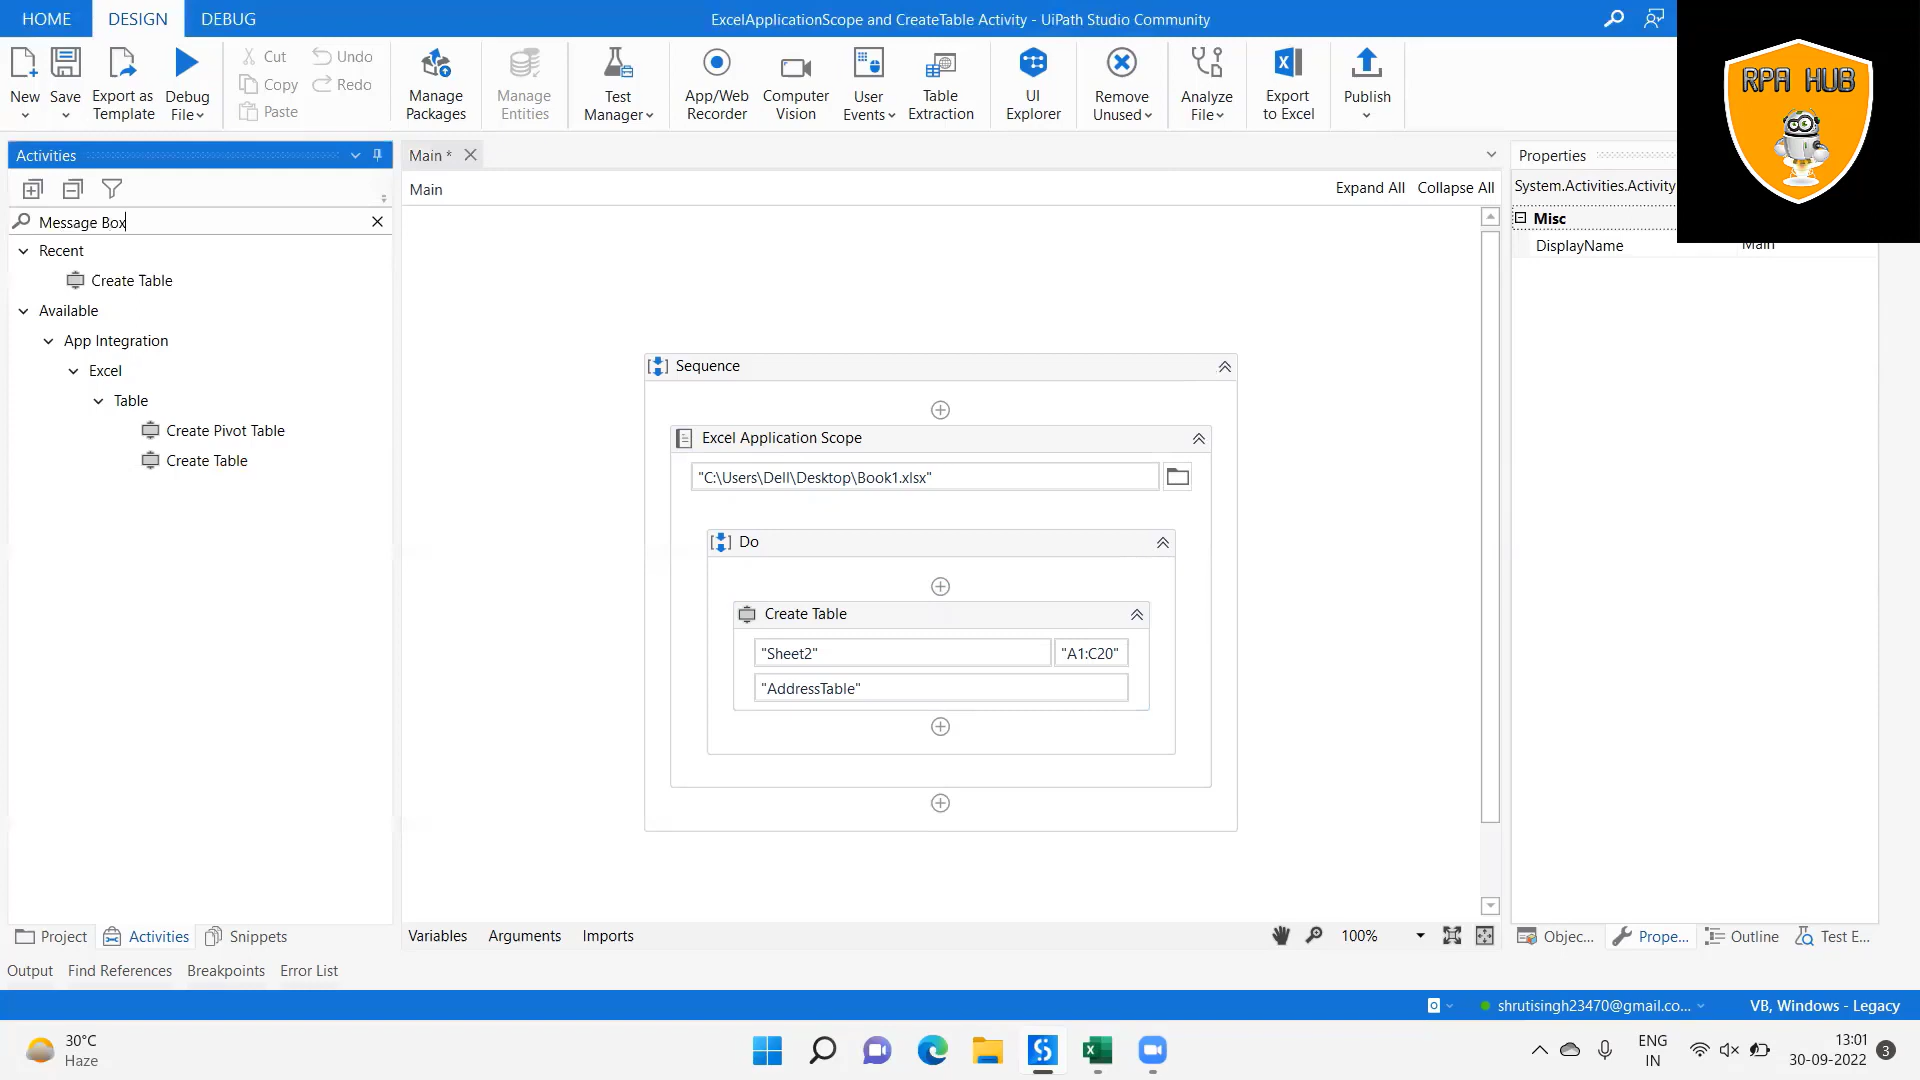 HOME DESIGN DEBUG
ExcelApplicationScope and CreateTable Activity - UiPath Studio Community
RPA HUB
New
Save
Export as Template
Debug File
Cut
Copy
Paste
Undo
Redo
Manage Packages
Manage Entities
Test Manager
App/Web Recorder
Computer Vision
User Events
Table Extraction
UI Explorer
Remove Unused
Analyze File
Export to Excel
Publish
Activities
Message Box
Recent
Create Table
Available
App Integration
Excel
Table
Create Pivot Table
Create Table
Main *
Main
Expand All Collapse All
Sequence
Excel Application Scope
"C:\Users\Dell\Desktop\Book1.xlsx"
Do
Create Table
"Sheet2" "A1:C20"
"AddressTable"
Properties
System.Activities.Activity
Misc
DisplayName Main
Project Activities Snippets
Variables Arguments Imports
100%
Objec... Prope... Outline Test E...
Output Find References Breakpoints Error List
shrutisingh23470@gmail.co... VB, Windows - Legacy
30°C
Haze
ENG
IN
13:01
30-09-2022
3